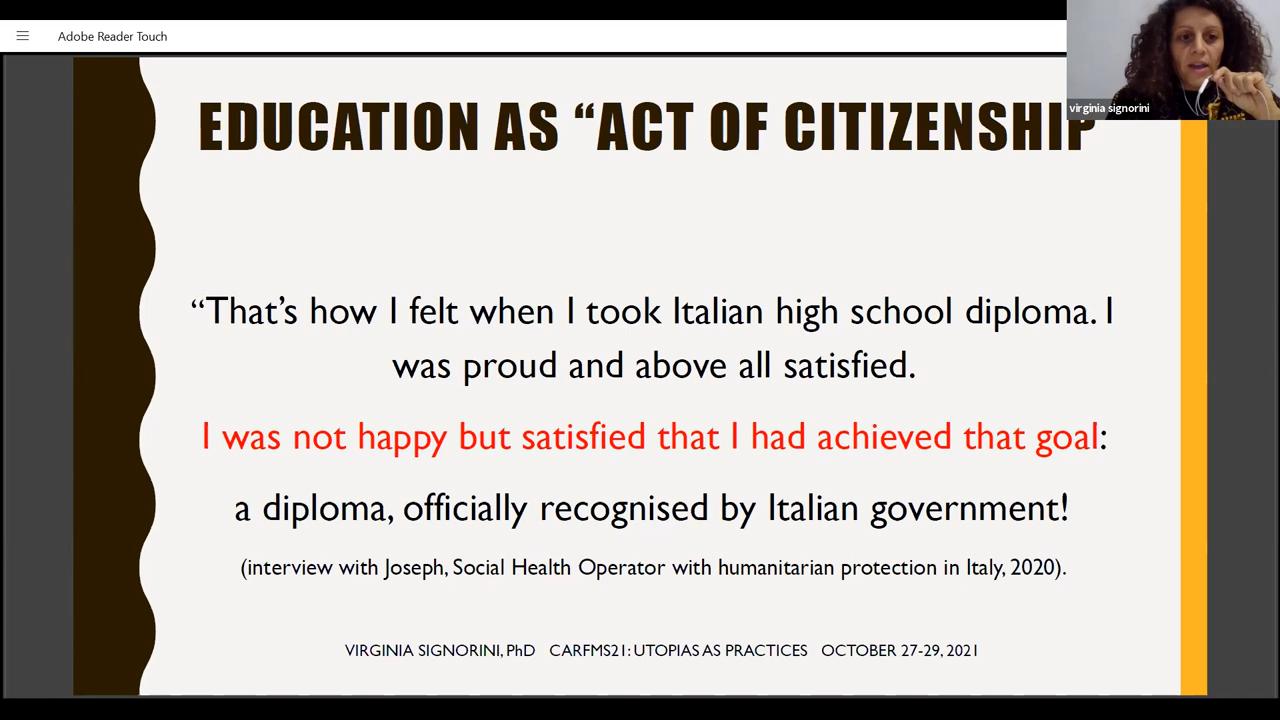 Adobe Reader Touch
virginia signorini
EDUCATION AS “ACT OF CITIZENSHIP
“That’s how I felt when I took Italian high school diploma. I
was proud and above all satisfied.
I was not happy but satisfied that I had achieved that goal:
a diploma, officially recognised by Italian government!
(interview with Joseph, Social Health Operator with humanitarian protection in Italy, 2020).
VIRGINIA SIGNORINI, PhD CARFMS21: UTOPIAS AS PRACTICES OCTOBER 27-29, 2021